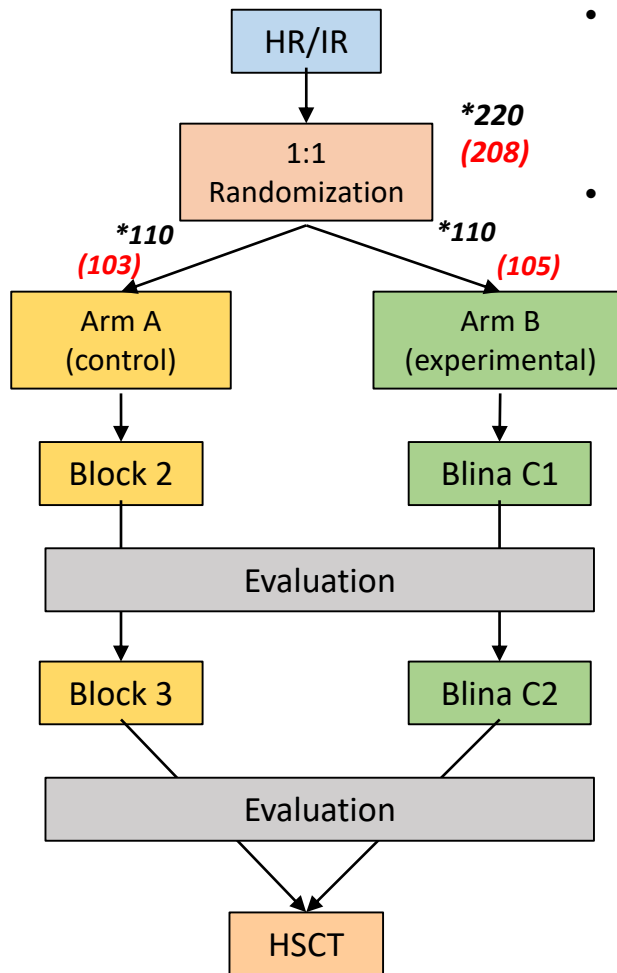 •
HR/IR
*220
(208)
1:1
Randomization
•
*110
(103)
*110
(105)
Arm A
(control)
Arm B
(experimental)
Block 2
Blina C1
Evaluation
Block 3
Blina C2
Evaluation
HSCT